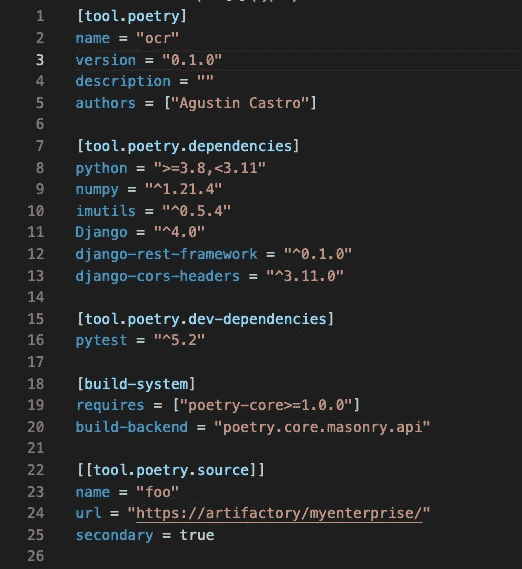 1 [tool.poetry]
2 name = "ocr"
3 version = "0.1.0"
4 description = ""
5 authors = ["Agustin Castro"]
6
7 [tool.poetry.dependencies]
8 python = ">=3.8,<3.11"
9 numpy = "^1.21.4"
10 imutils = "^0.5.4"
11 Django = "^4.0"
12 django-rest-framework = "^0.1.0"
13 django-cors-headers = "^3.11.0"
14
15 [tool.poetry.dev-dependencies]
16 pytest = "^5.2"
17
18 [build-system]
19 requires = ["poetry-core>=1.0.0"]
20 build-backend = "poetry.core.masonry.api"
21
22 [[tool.poetry.source]]
23 name = "foo"
24 url = "https://artifactory/myenterprise/"
25 secondary = true
26